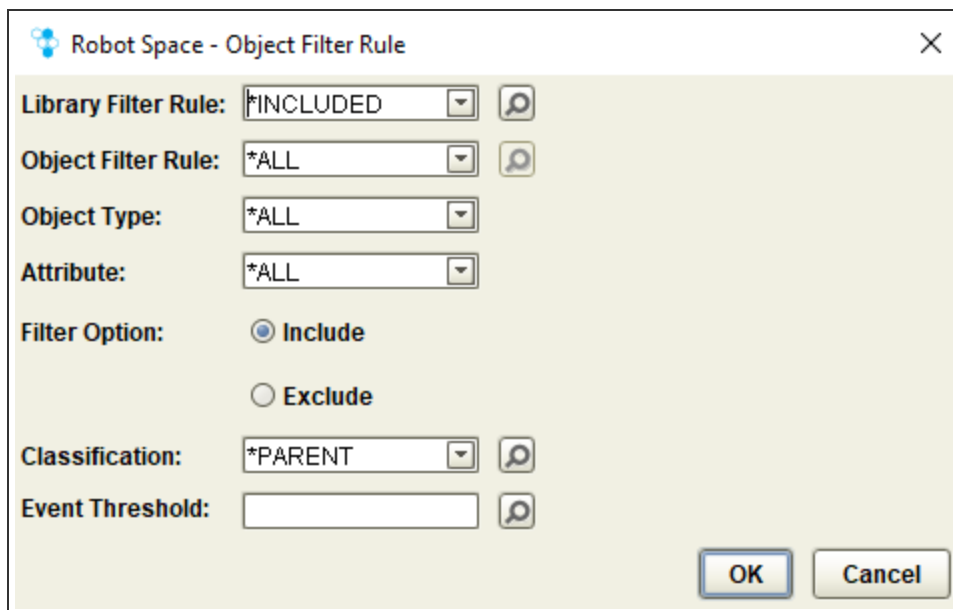 Robot Space - Object Filter Rule
Library Filter Rule: *INCLUDED
Object Filter Rule: *ALL
Object Type: *ALL
Attribute: *ALL
Filter Option: Include
Exclude
Classification: *PARENT
Event Threshold:
OK Cancel